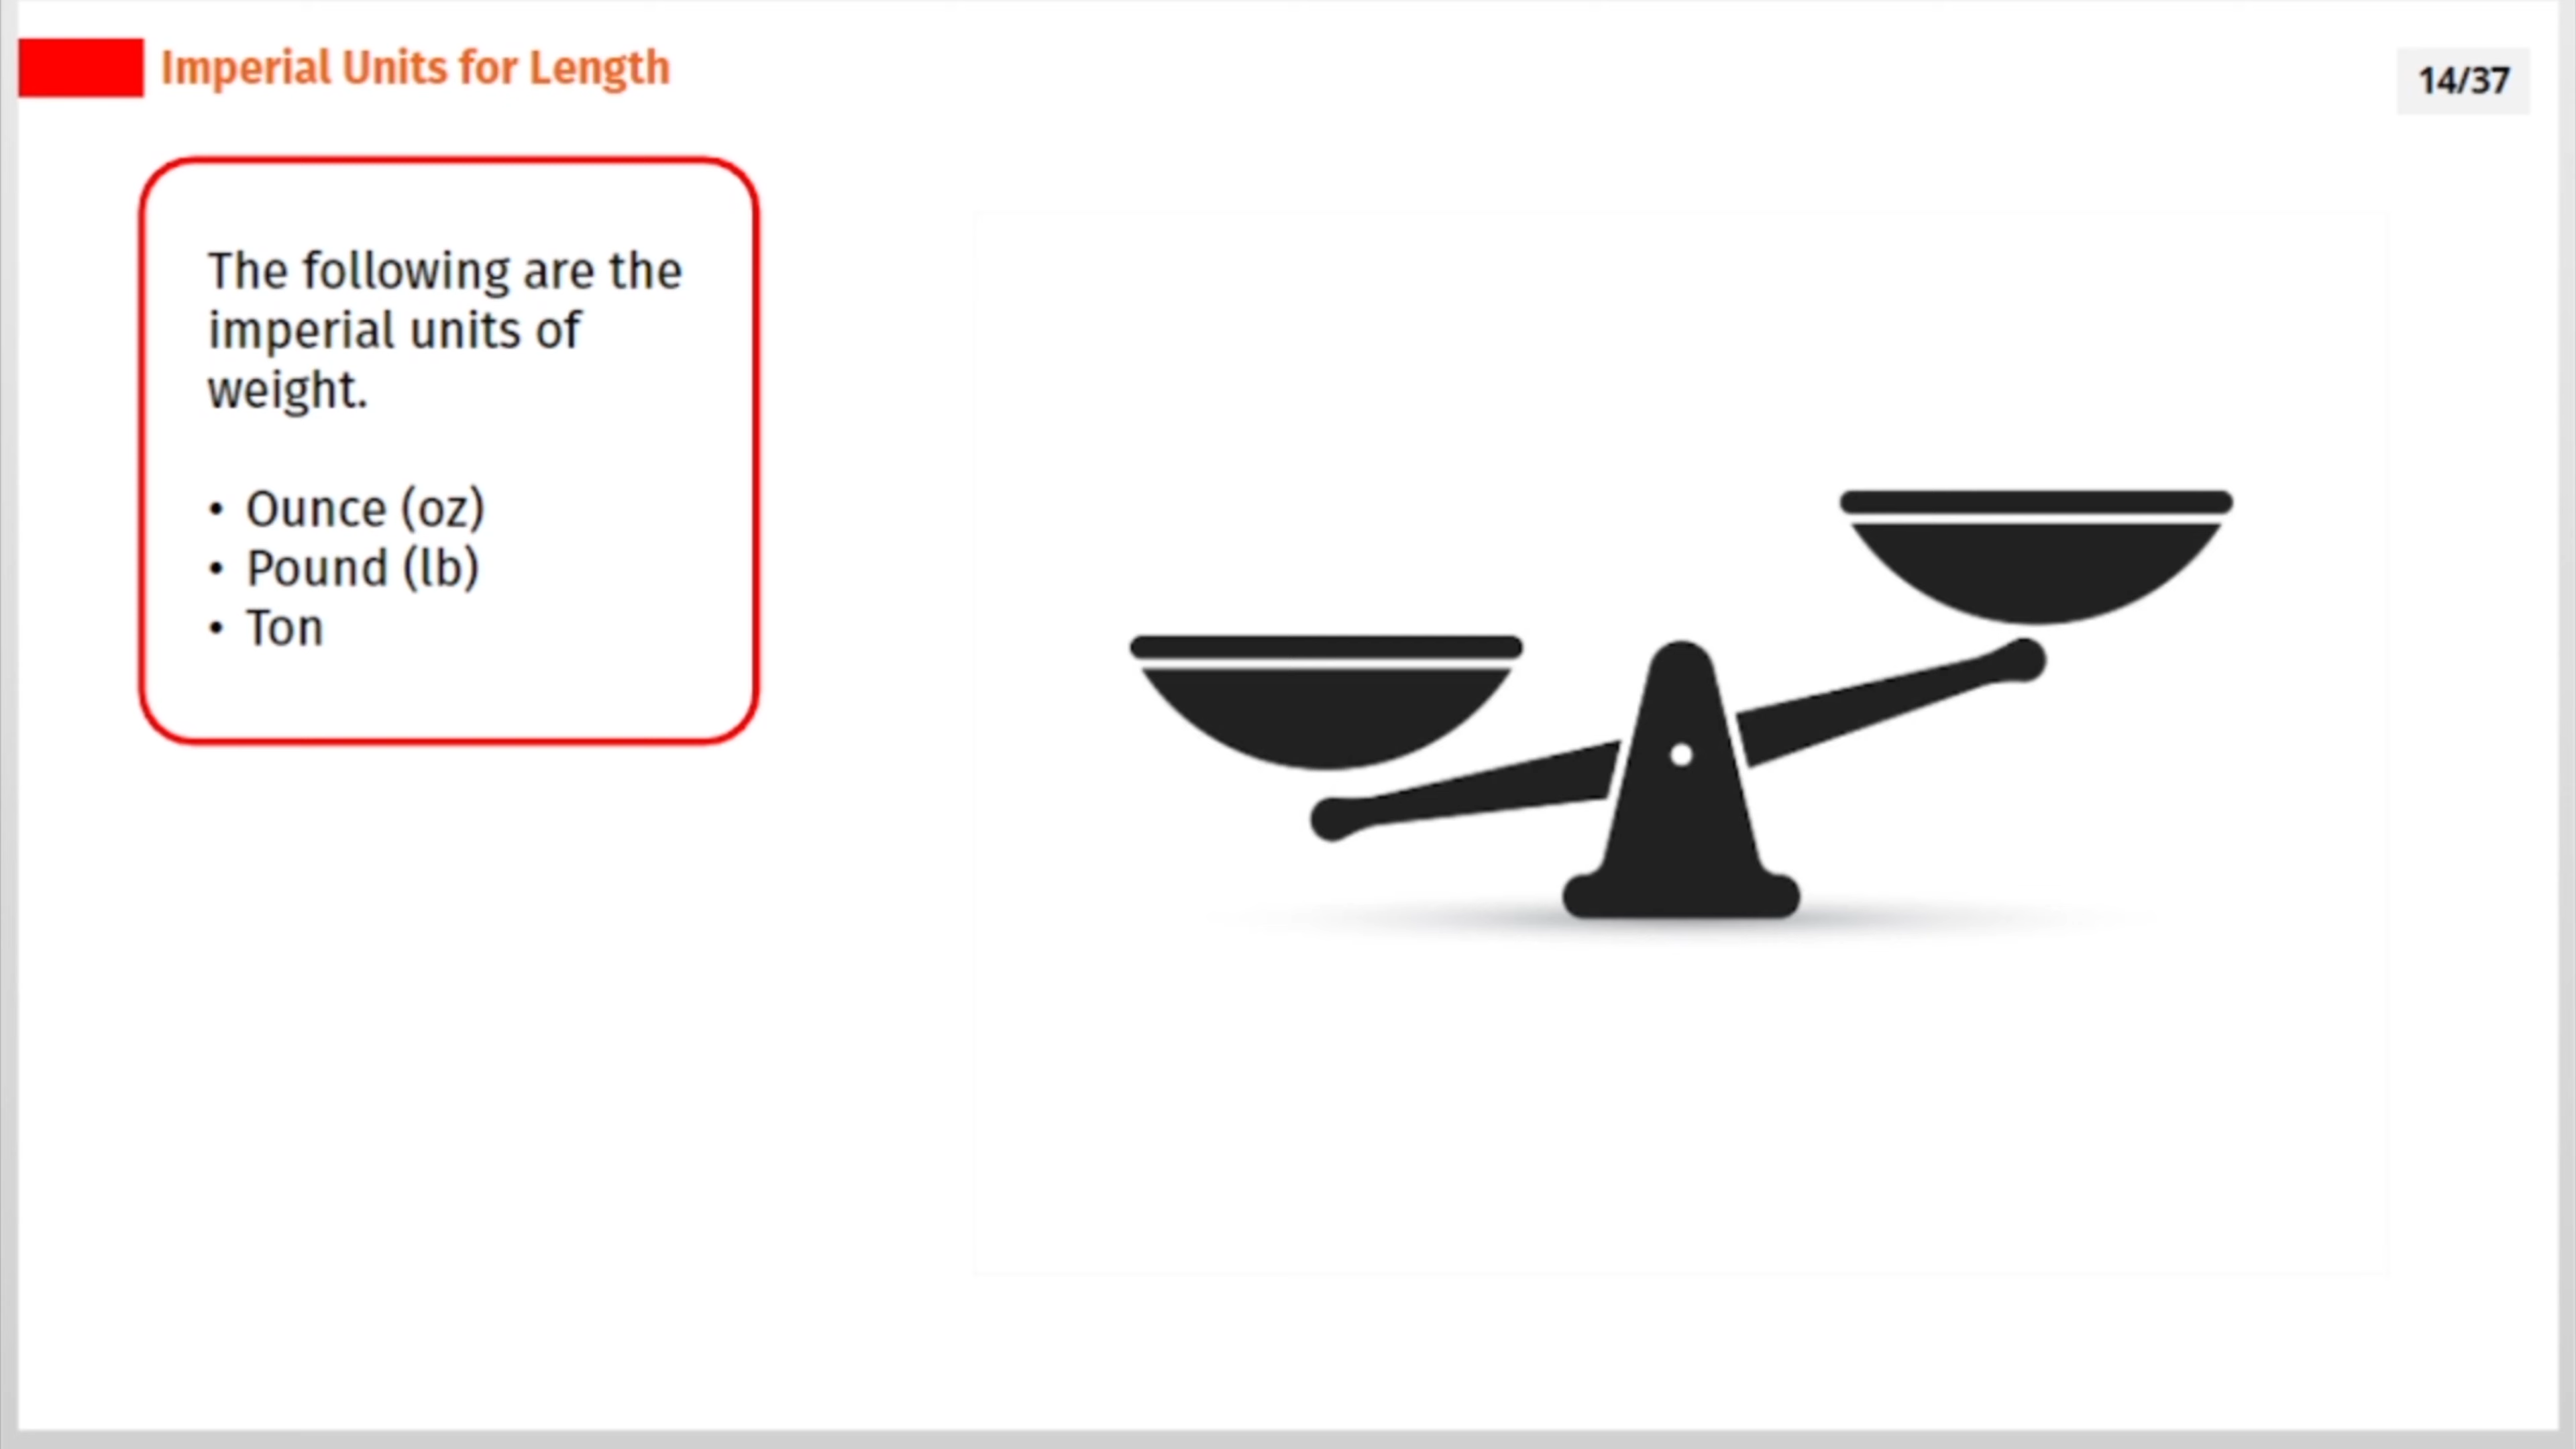 Imperial Units for Length
14/37
The following are the
imperial units of
weight.
• Ounce (oz)
• Pound (lb)
• Ton